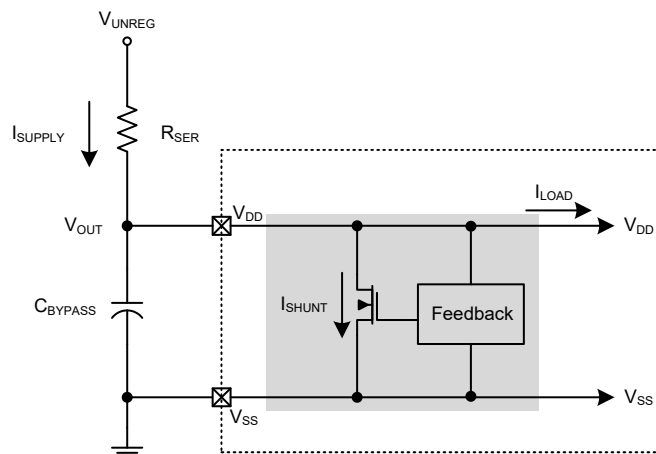 VUNREG
ISUPPLY
RSER
VOUT
VDD
ILOAD
VDD
CBYPASS
ISHUNT
Feedback
VSS
VSS